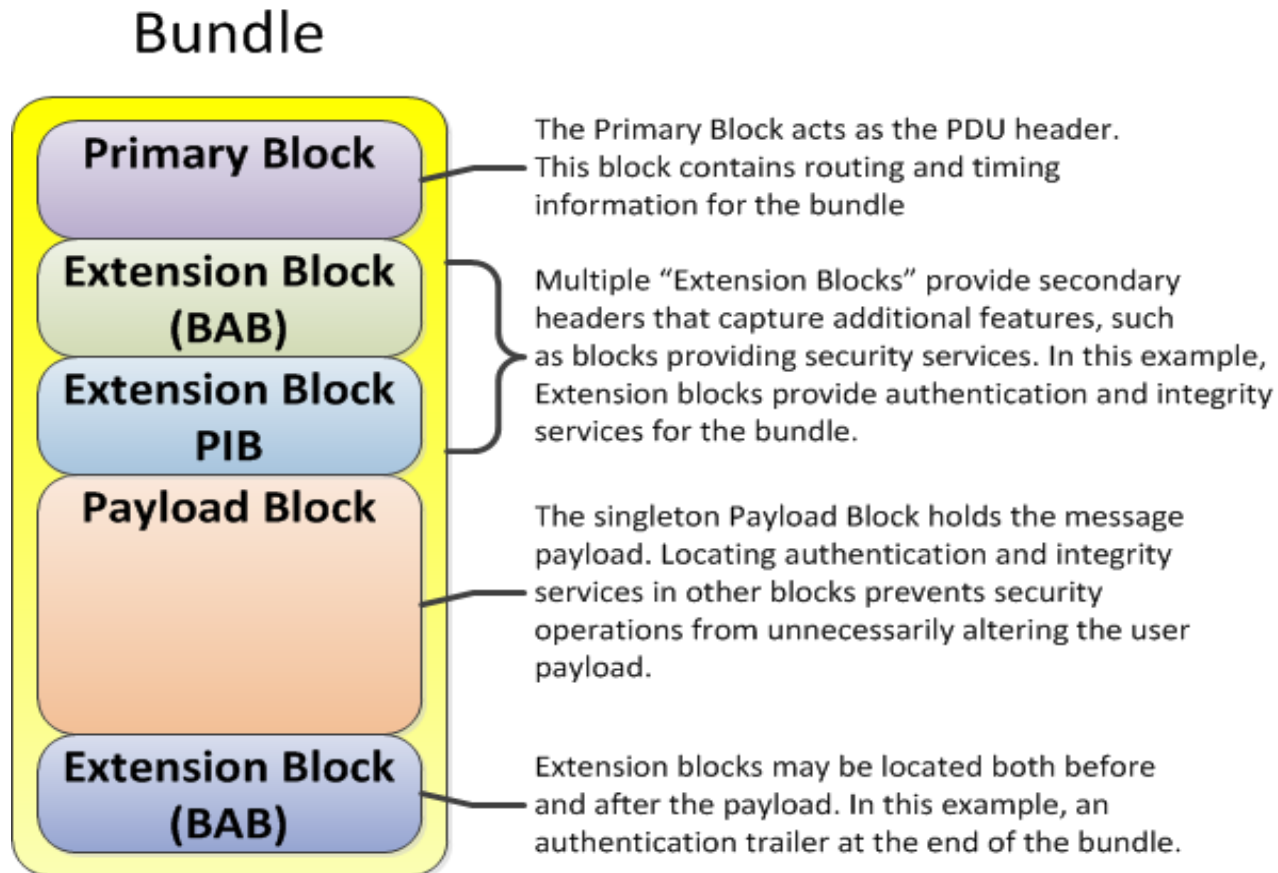 Bundle
Primary Block
The Primary Block acts as the PDU header.
This block contains routing and timing
information for the bundle
Extension Block
(BAB)
Extension Block
PIB
Multiple “Extension Blocks” provide secondary
headers that capture additional features, such
as blocks providing security services. In this example,
Extension blocks provide authentication and integrity
services for the bundle.
Payload Block
The singleton Payload Block holds the message
payload. Locating authentication and integrity
services in other blocks prevents security
operations from unnecessarily altering the user
payload.
Extension Block
(BAB)
Extension blocks may be located both before
and after the payload. In this example, an
authentication trailer at the end of the bundle.